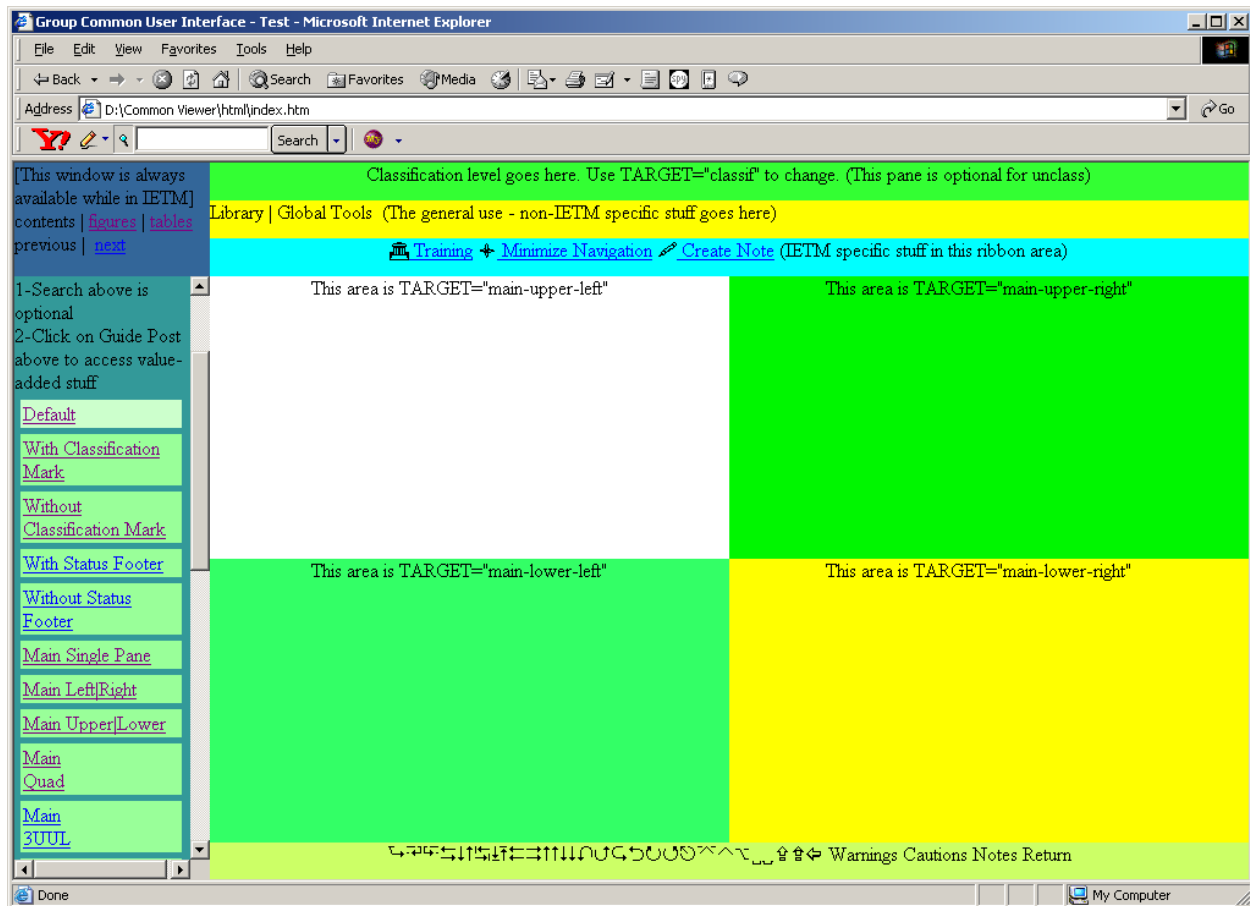 Group Common User Interface - Test - Microsoft Internet Explorer
File Edit View Favorites Tools Help
Back Search Favorites Media
Address D:\Common Viewer\html\index.htm Go
Y! Search
[This window is always
available while in IETM]
contents | figures | tables
previous | next
Classification level goes here. Use TARGET="classif" to change. (This pane is optional for unclass)
Library | Global Tools (The general use - non-IETM specific stuff goes here)
Training Minimize Navigation Create Note (IETM specific stuff in this ribbon area)
1-Search above is
optional
2-Click on Guide Post
above to access value-
added stuff
Default
With Classification
Mark
Without
Classification Mark
With Status Footer
Without Status
Footer
Main Single Pane
Main Left|Right
Main Upper|Lower
Main
Quad
Main
3UUL
This area is TARGET="main-upper-left"
This area is TARGET="main-upper-right"
This area is TARGET="main-lower-left"
This area is TARGET="main-lower-right"
Warnings Cautions Notes Return
Done My Computer